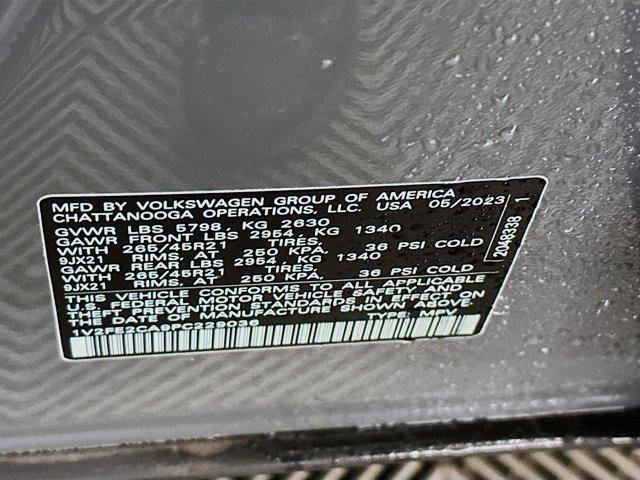 MFD BY VOLKSWAGEN GROUP OF AMERICA
CHATTANOOGA OPERATIONS, LLC. USA 05/2023
GVWR LBS 5798 KG 2630
GAWR FRONT LBS 2954 KG 1340
WITH 265/45R21 TIRES, 36 PSI COLD
9JX21 RIMS, AT 250 KPA.
GAWR REAR LBS 2954 KG 1340
WITH 265/45R21 TIRES, 36 PSI COLD
9JX21 RIMS, AT 250 KPA.
THIS VEHICLE CONFORMS TO ALL APPLICABLE
U.S. FEDERAL MOTOR VEHICLE SAFETY AND
THEFT PREVENTION STANDARDS IN EFFECT ON
THE DATE OF MANUFACTURE SHOWN ABOVE.
1V2FE2CA9PC229036 TYPE: MPV
2048338 1